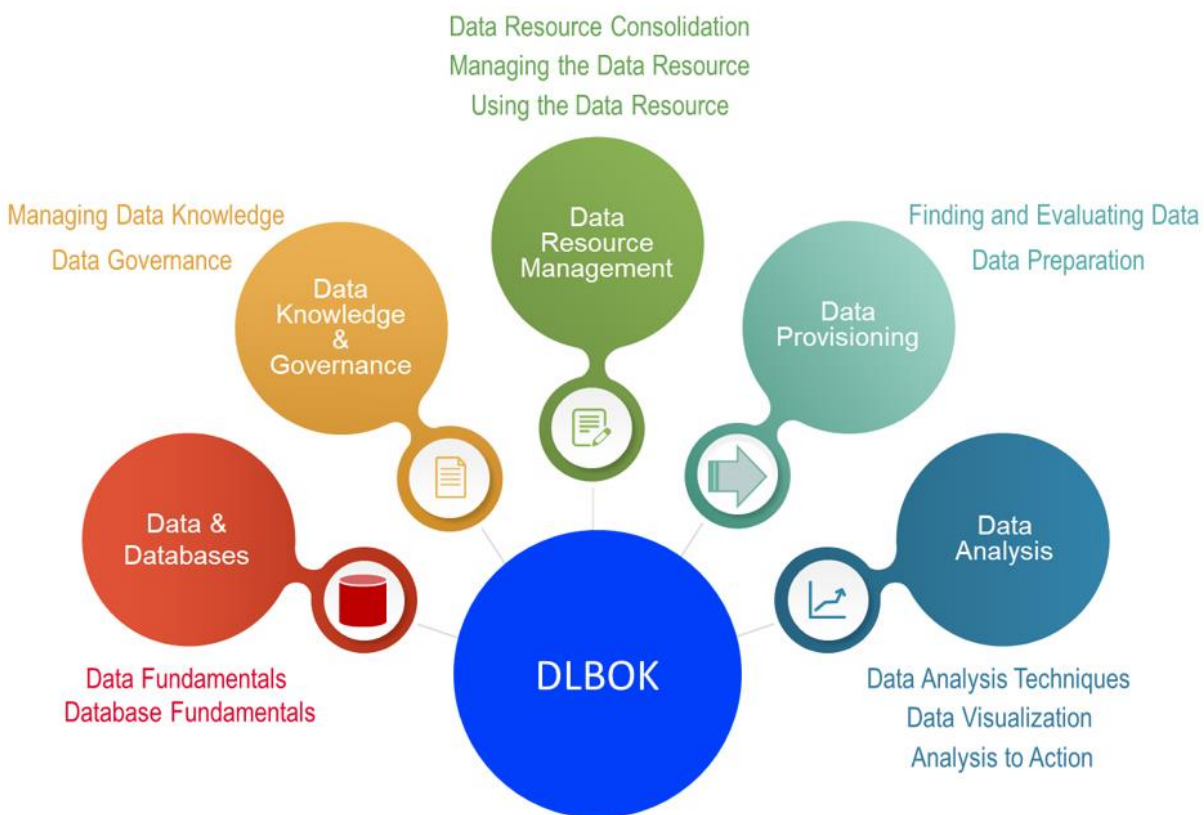 Data Resource Consolidation
Managing the Data Resource
Using the Data Resource
Data
Resource
Management
Managing Data Knowledge
Data Governance
Data
Knowledge
&
Governance
Finding and Evaluating Data
Data Preparation
Data
Provisioning
Data &
Databases
Data Fundamentals
Database Fundamentals
Data
Analysis
Data Analysis Techniques
Data Visualization
Analysis to Action
DLBOK